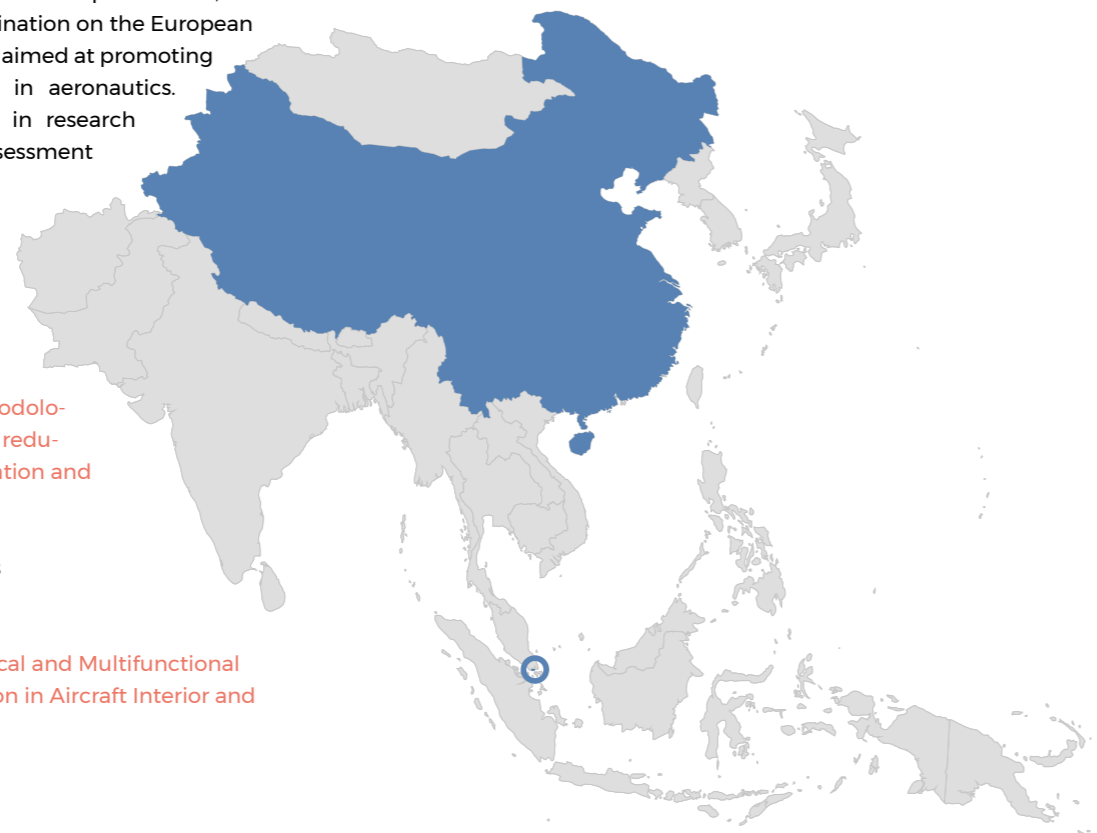 ination on the European
aimed at promoting
in aeronautics.
in research
sessment
odolo-
redu-
ation and
cal and Multifunctional
on in Aircraft Interior and